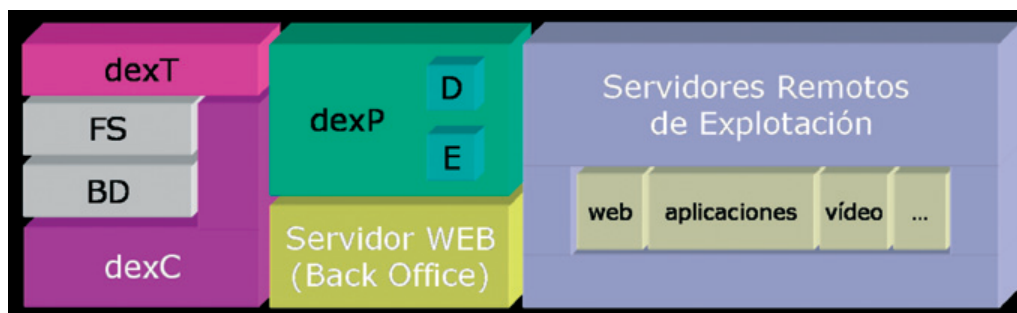 dexT
FS
BD
dexC
dexP
D
E
Servidor WEB
(Back Office)
Servidores Remotos
de Explotación
web
aplicaciones
vídeo
...